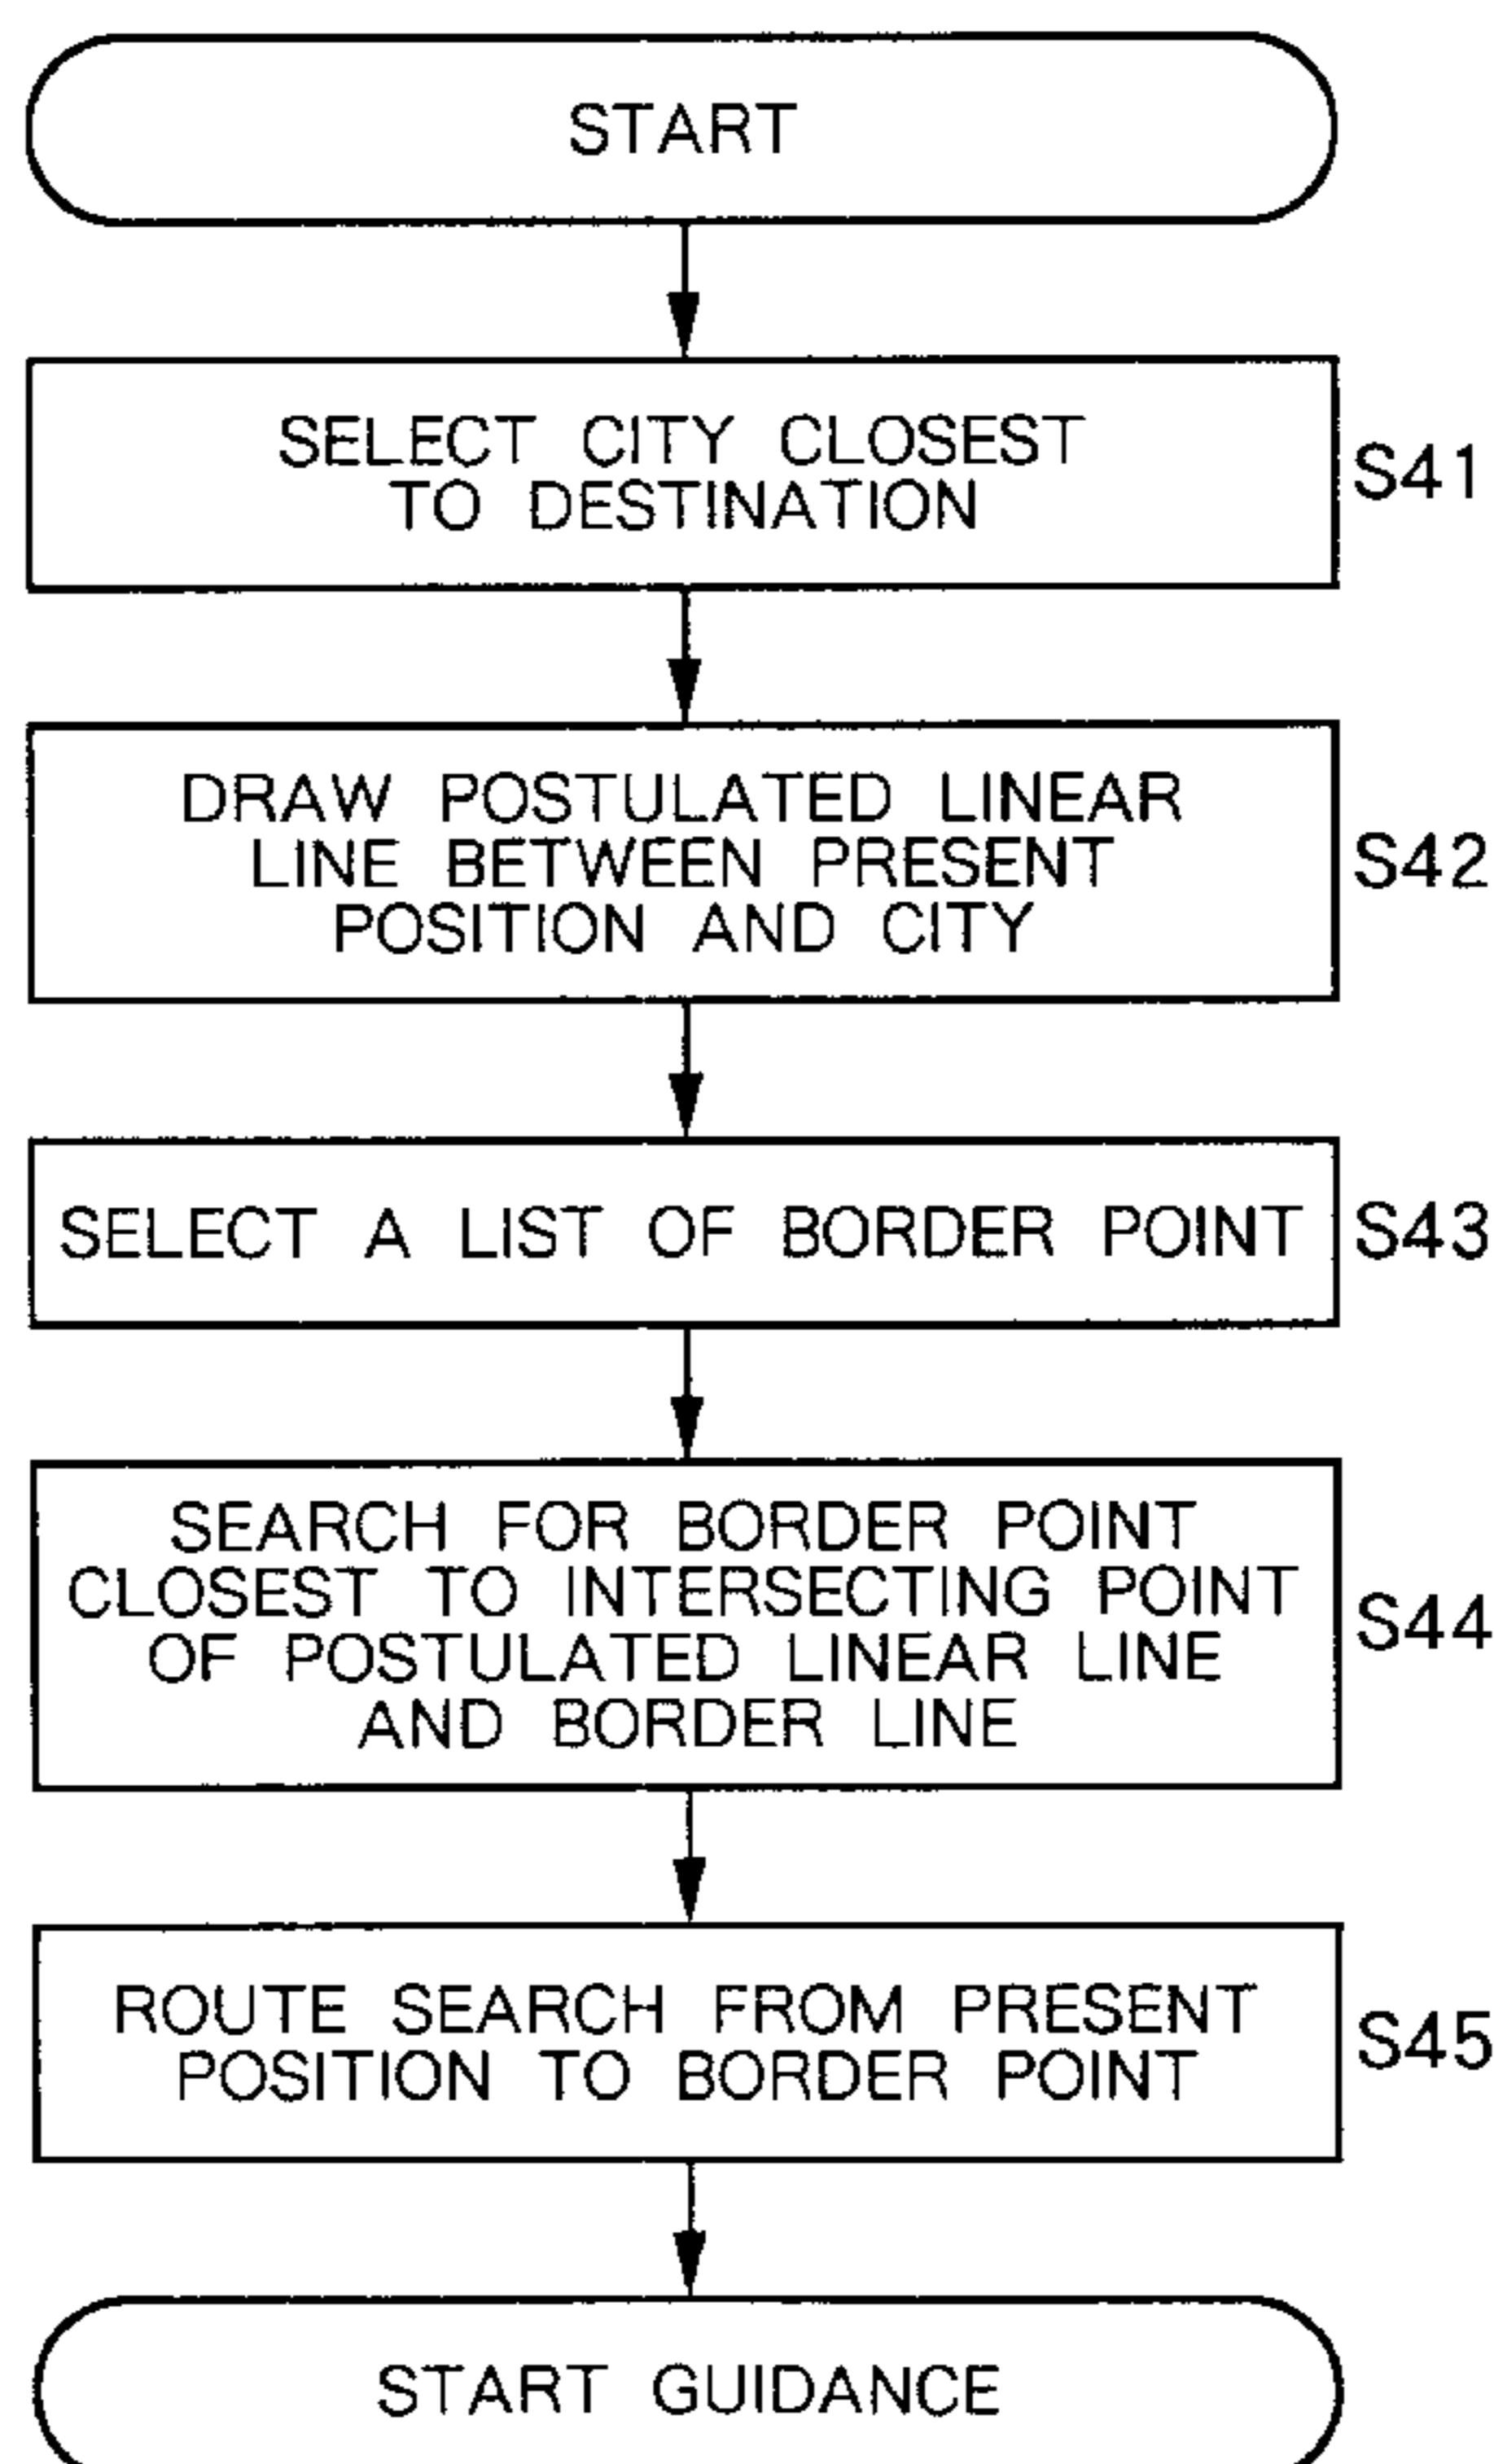 START
SELECT CITY CLOSEST
TO DESTINATION
S41
DRAW POSTULATED LINEAR
LINE BETWEEN PRESENT
POSITION AND CITY
S42
SELECT A LIST OF BORDER POINT
S43
SEARCH FOR BORDER POINT
CLOSEST TO INTERSECTING POINT
OF POSTULATED LINEAR LINE
AND BORDER LINE
S44
ROUTE SEARCH FROM PRESENT
POSITION TO BORDER POINT
S45
START GUIDANCE